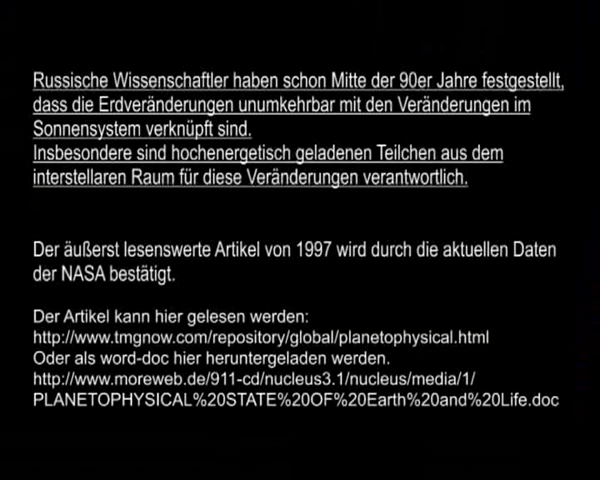 Russische Wissenschaftler haben schon Mitte der 90er Jahre festgestellt,
dass die Erdveränderungen unumkehrbar mit den Veränderungen im
Sonnensystem verknüpft sind.
Insbesondere sind hochenergetisch geladenen Teilchen aus dem
interstellaren Raum für diese Veränderungen verantwortlich.
Der äußerst lesenswerte Artikel von 1997 wird durch die aktuellen Daten
der NASA bestätigt.
Der Artikel kann hier gelesen werden:
http://www.tmgnow.com/repository/global/planetophysical.html
Oder als word-doc hier heruntergeladen werden.
http://www.moreweb.de/911-cd/nucleus3.1/nucleus/media/1/
PLANETOPHYSICAL%20STATE%20OF%20Earth%20and%20Life.doc